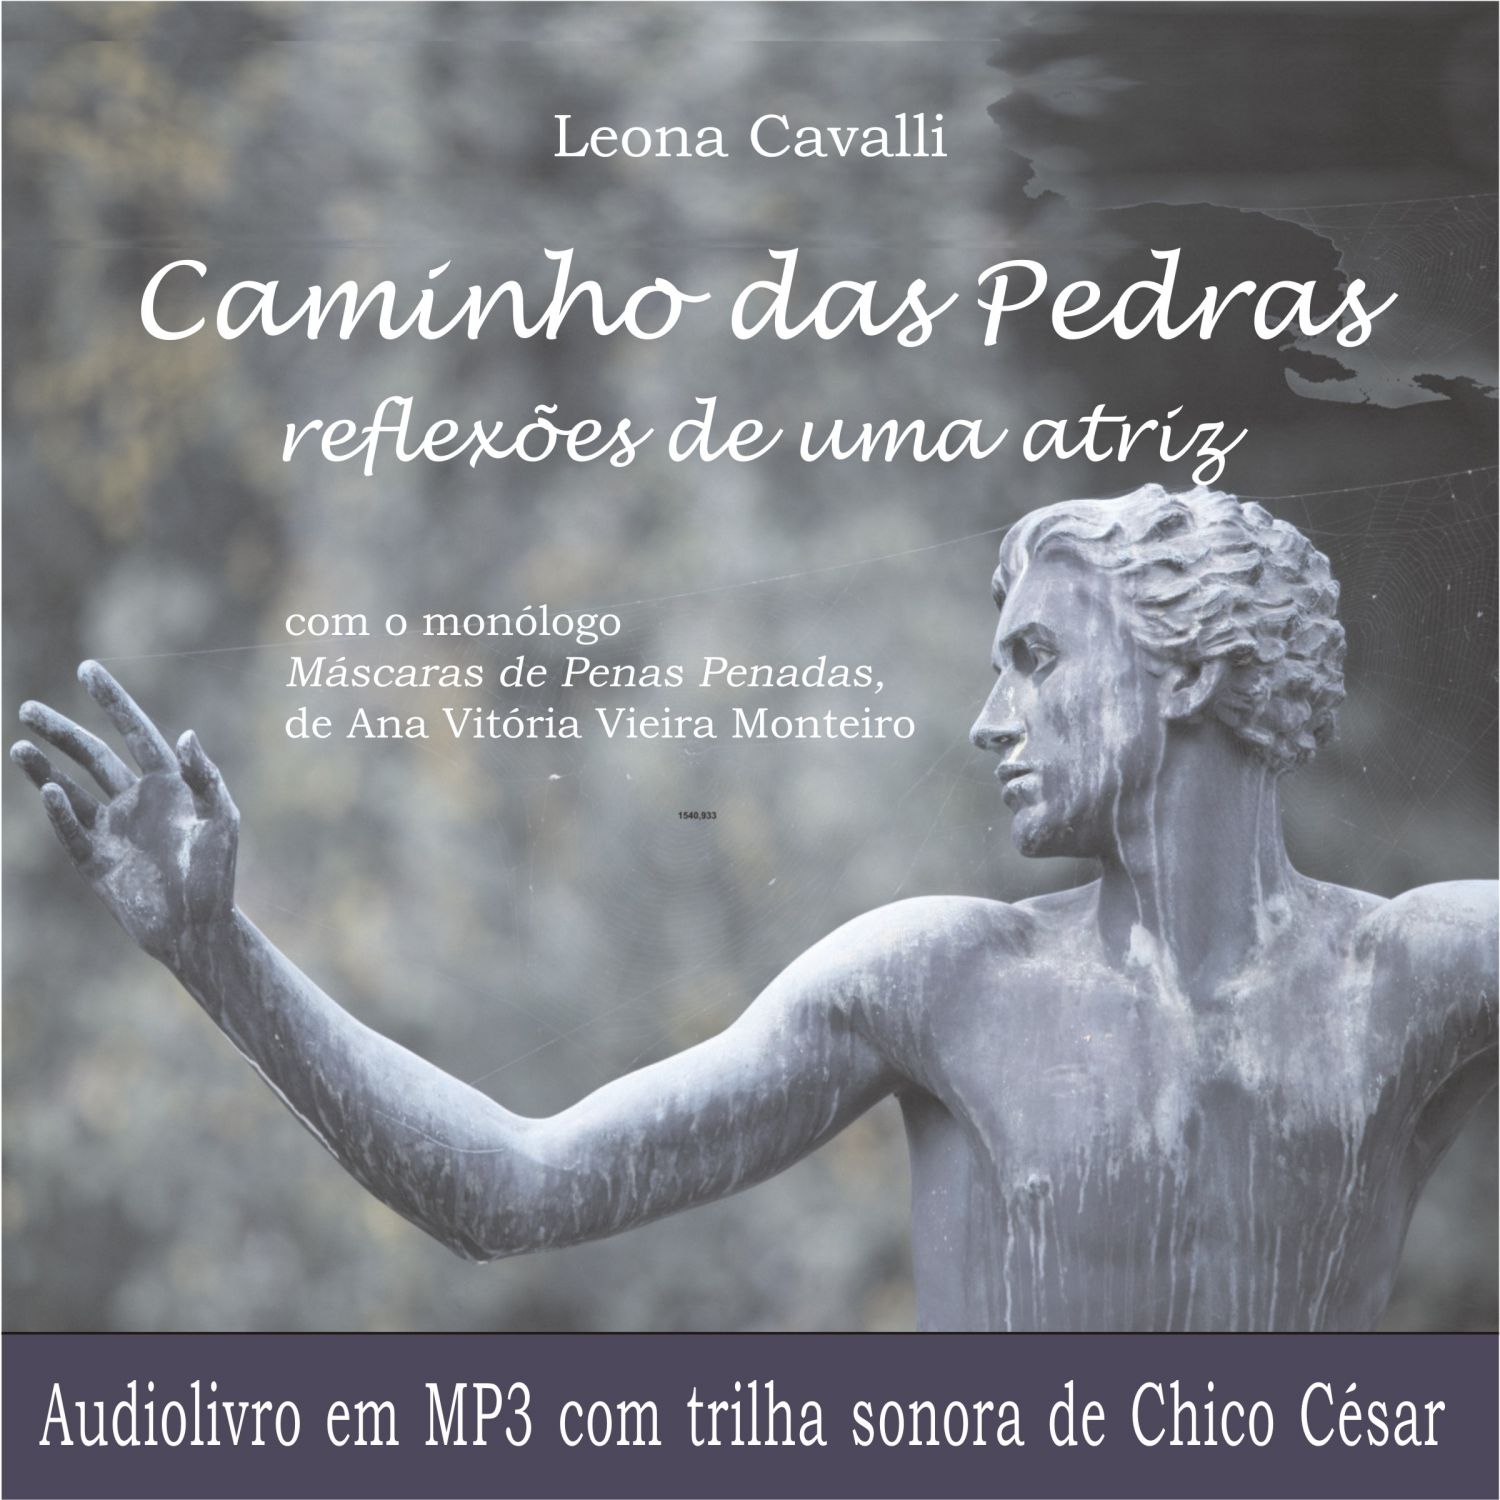 Leona Cavalli
Caminho das Pedras
reflexões de uma atriz
com o monólogo
Máscaras de Penas Penadas,
de Ana Vitória Vieira Monteiro
1540,933
Audiolivro em MP3 com trilha sonora de Chico César